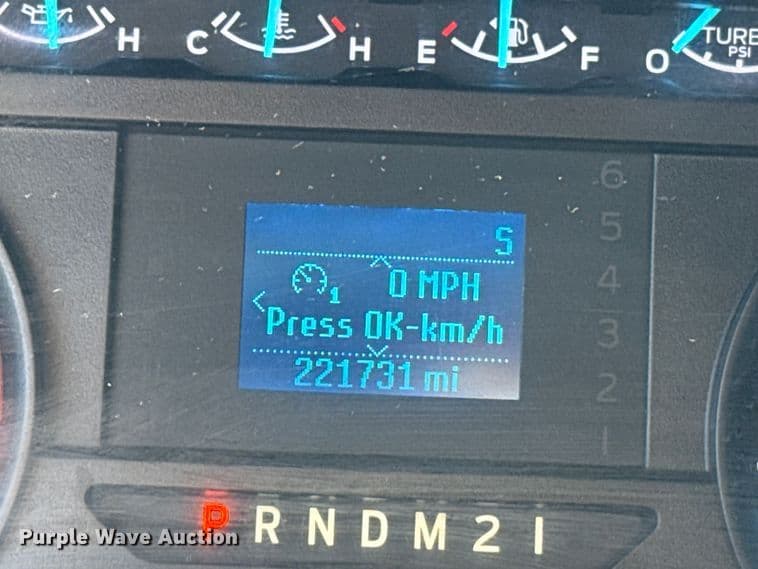 H C H E F O TURB
PSI
6
S
5
0 MPH
4
1
Press OK-km/h
3
221731 mi
2
1
P R N D M 2 1
Purple Wave Auction